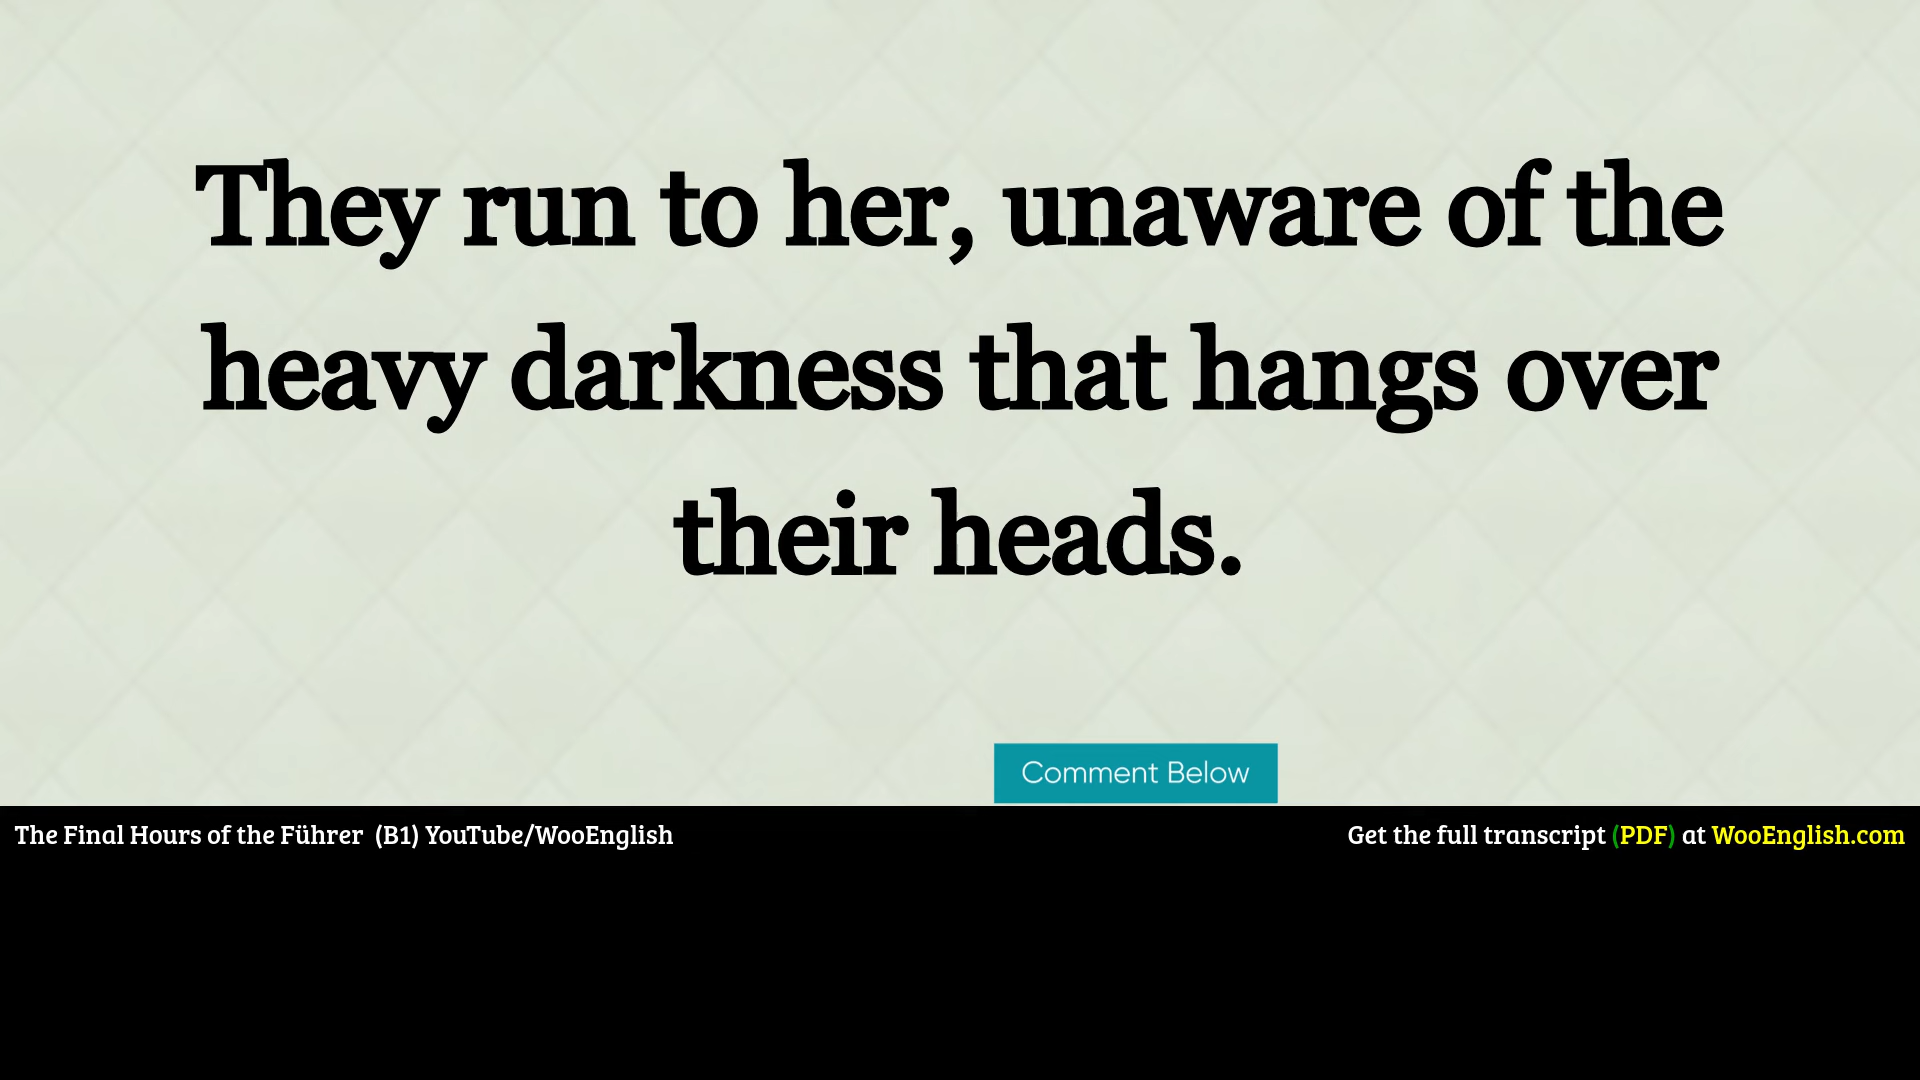 They run to her, unaware of the
heavy darkness that hangs over
their heads.
Comment Below
The Final Hours of the Führer (B1) YouTube/WooEnglish
Get the full transcript (PDF) at WooEnglish.com